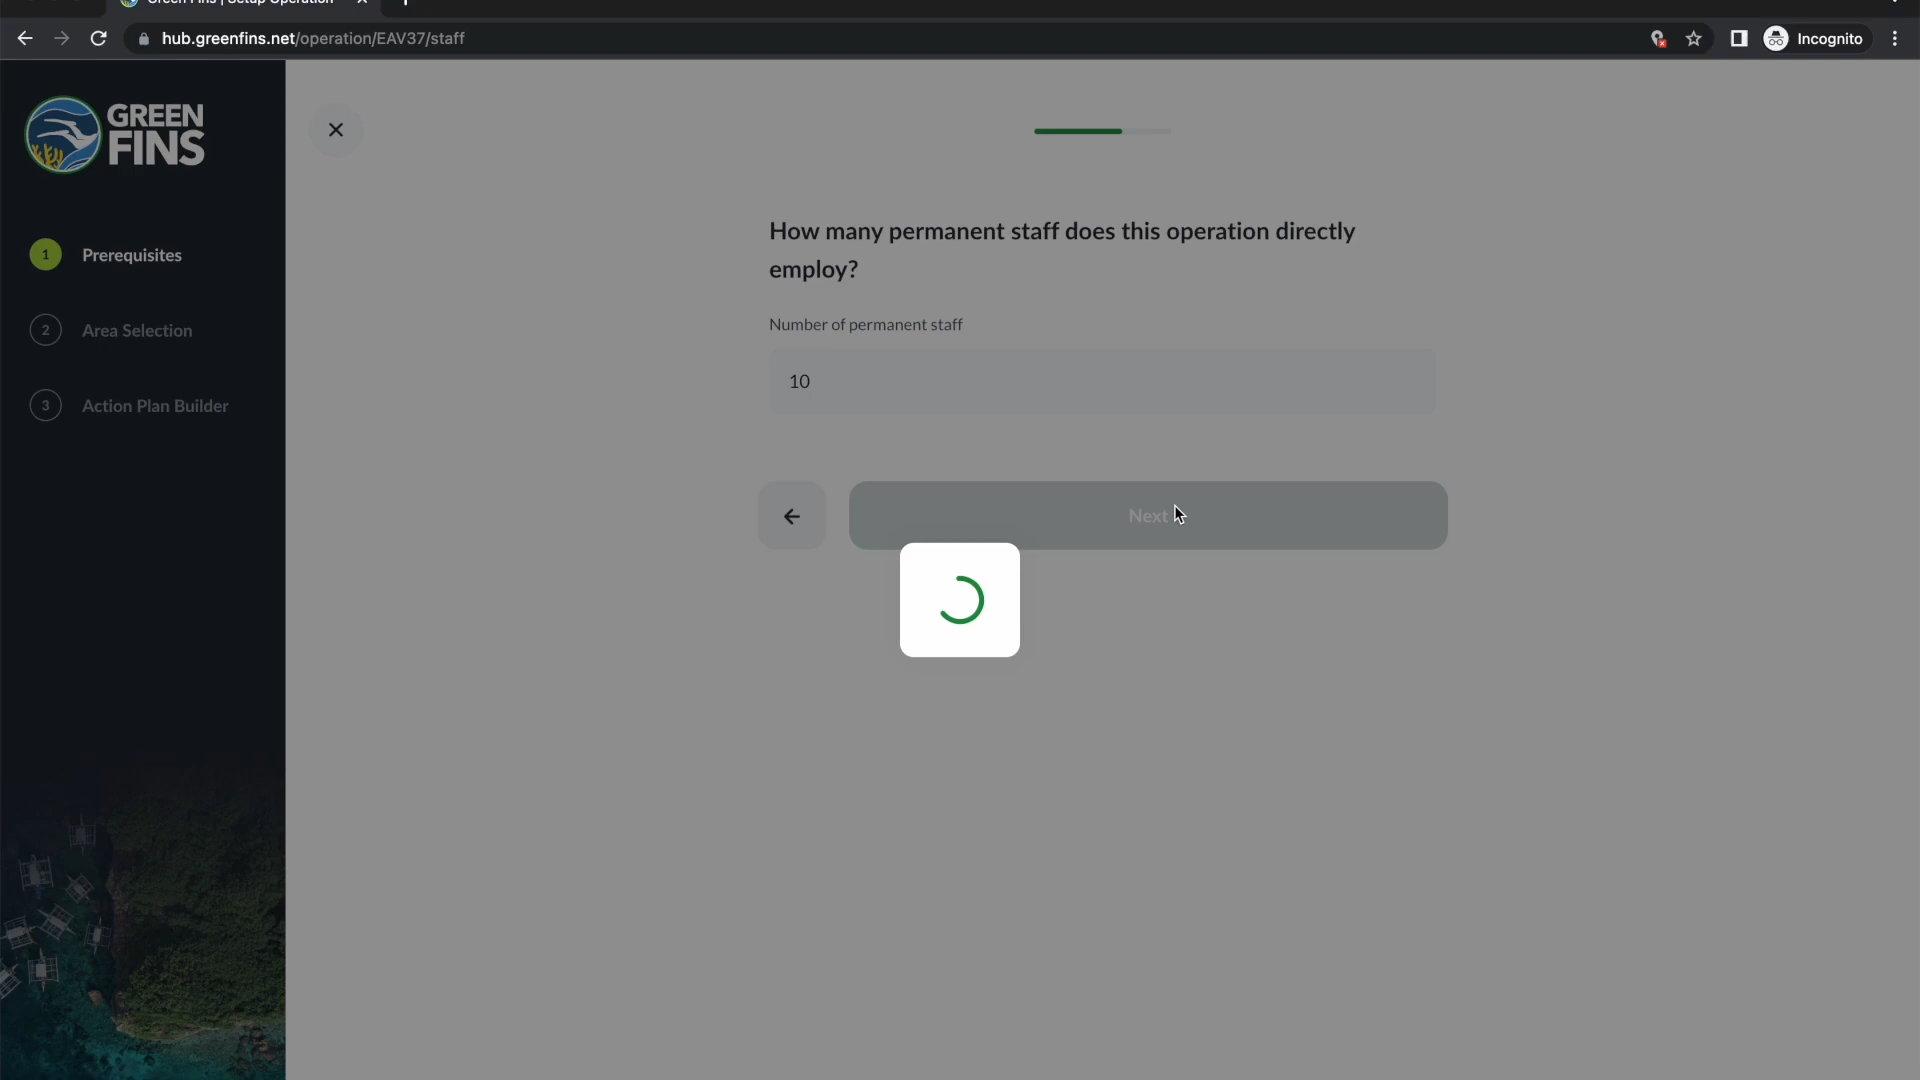 Green Fins | Setup Operation
hub.greenfins.net/operation/EAV37/staff
Incognito
GREEN
FINS
1 Prerequisites
2 Area Selection
3 Action Plan Builder
How many permanent staff does this operation directly
employ?
Number of permanent staff
10
Next